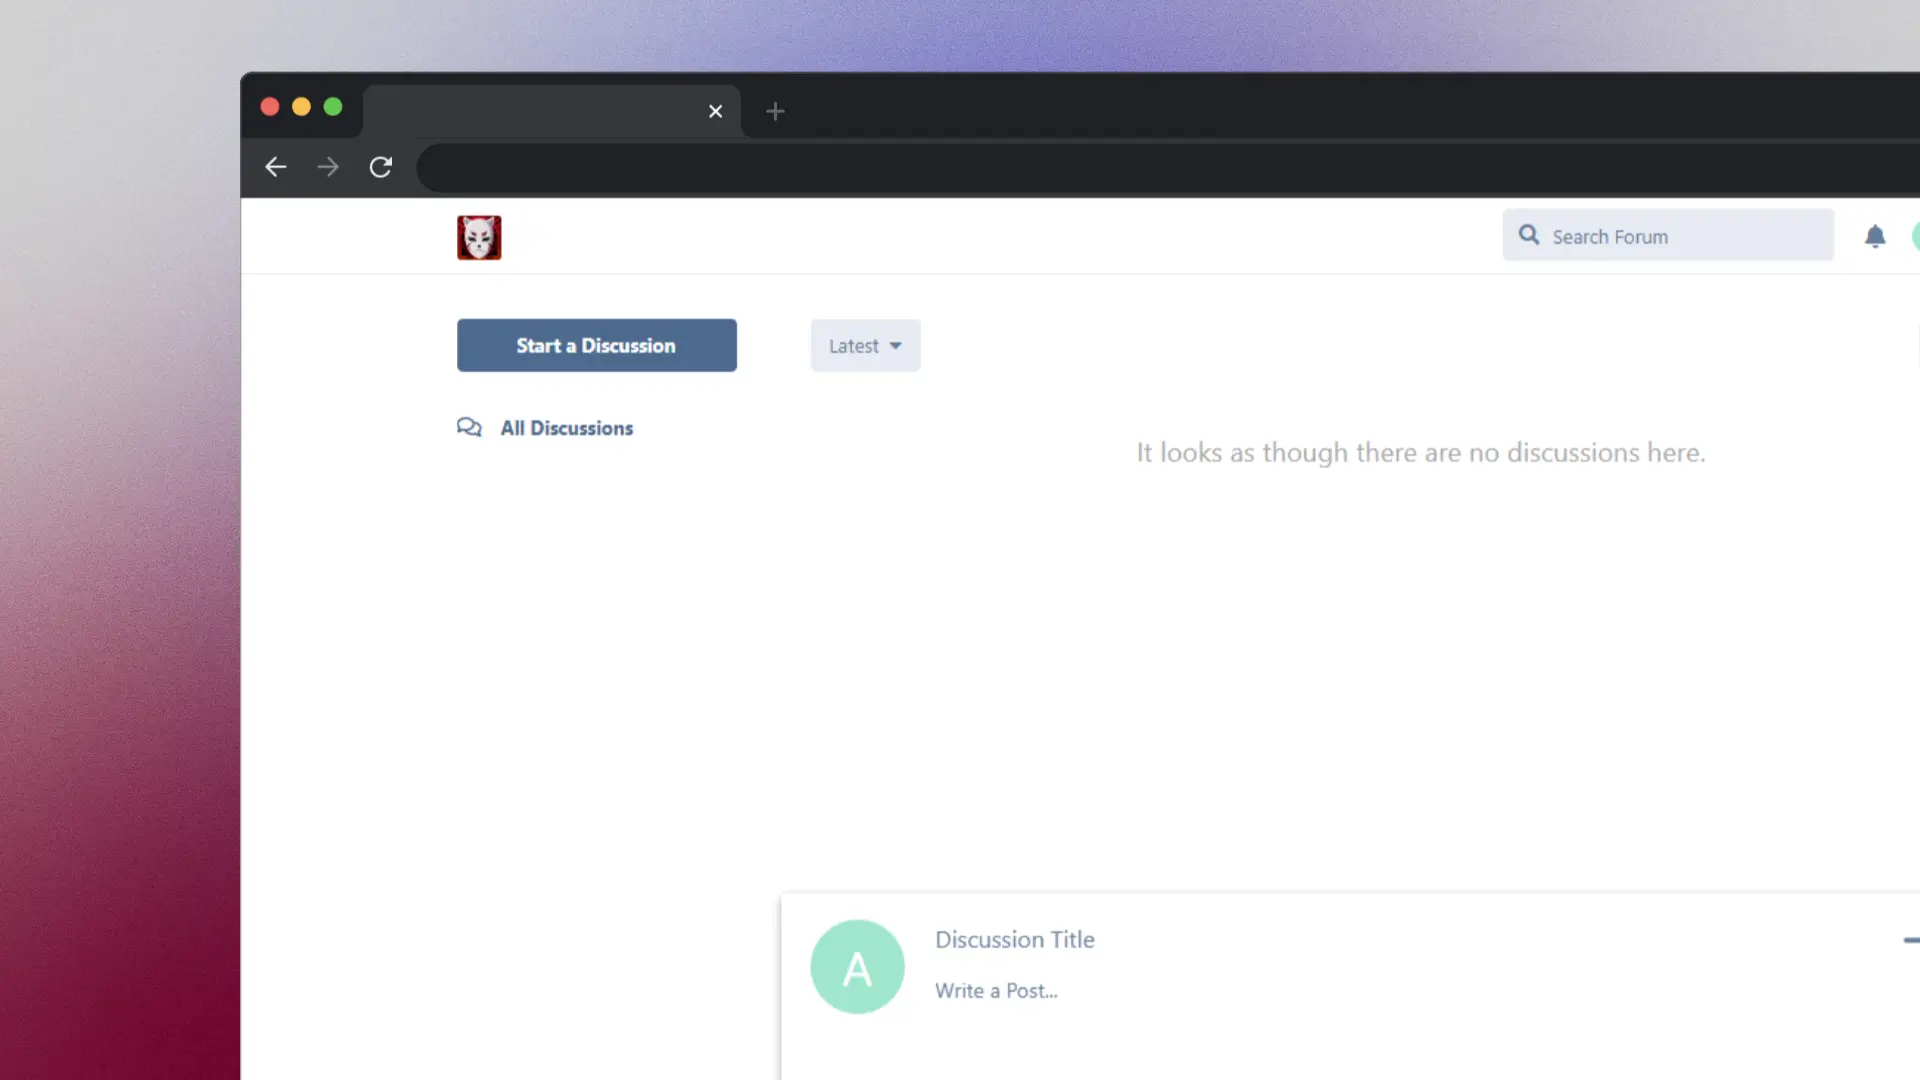 Search Forum
Start a Discussion
Latest
All Discussions
It looks as though there are no discussions here.
A
Discussion Title
Write a Post...